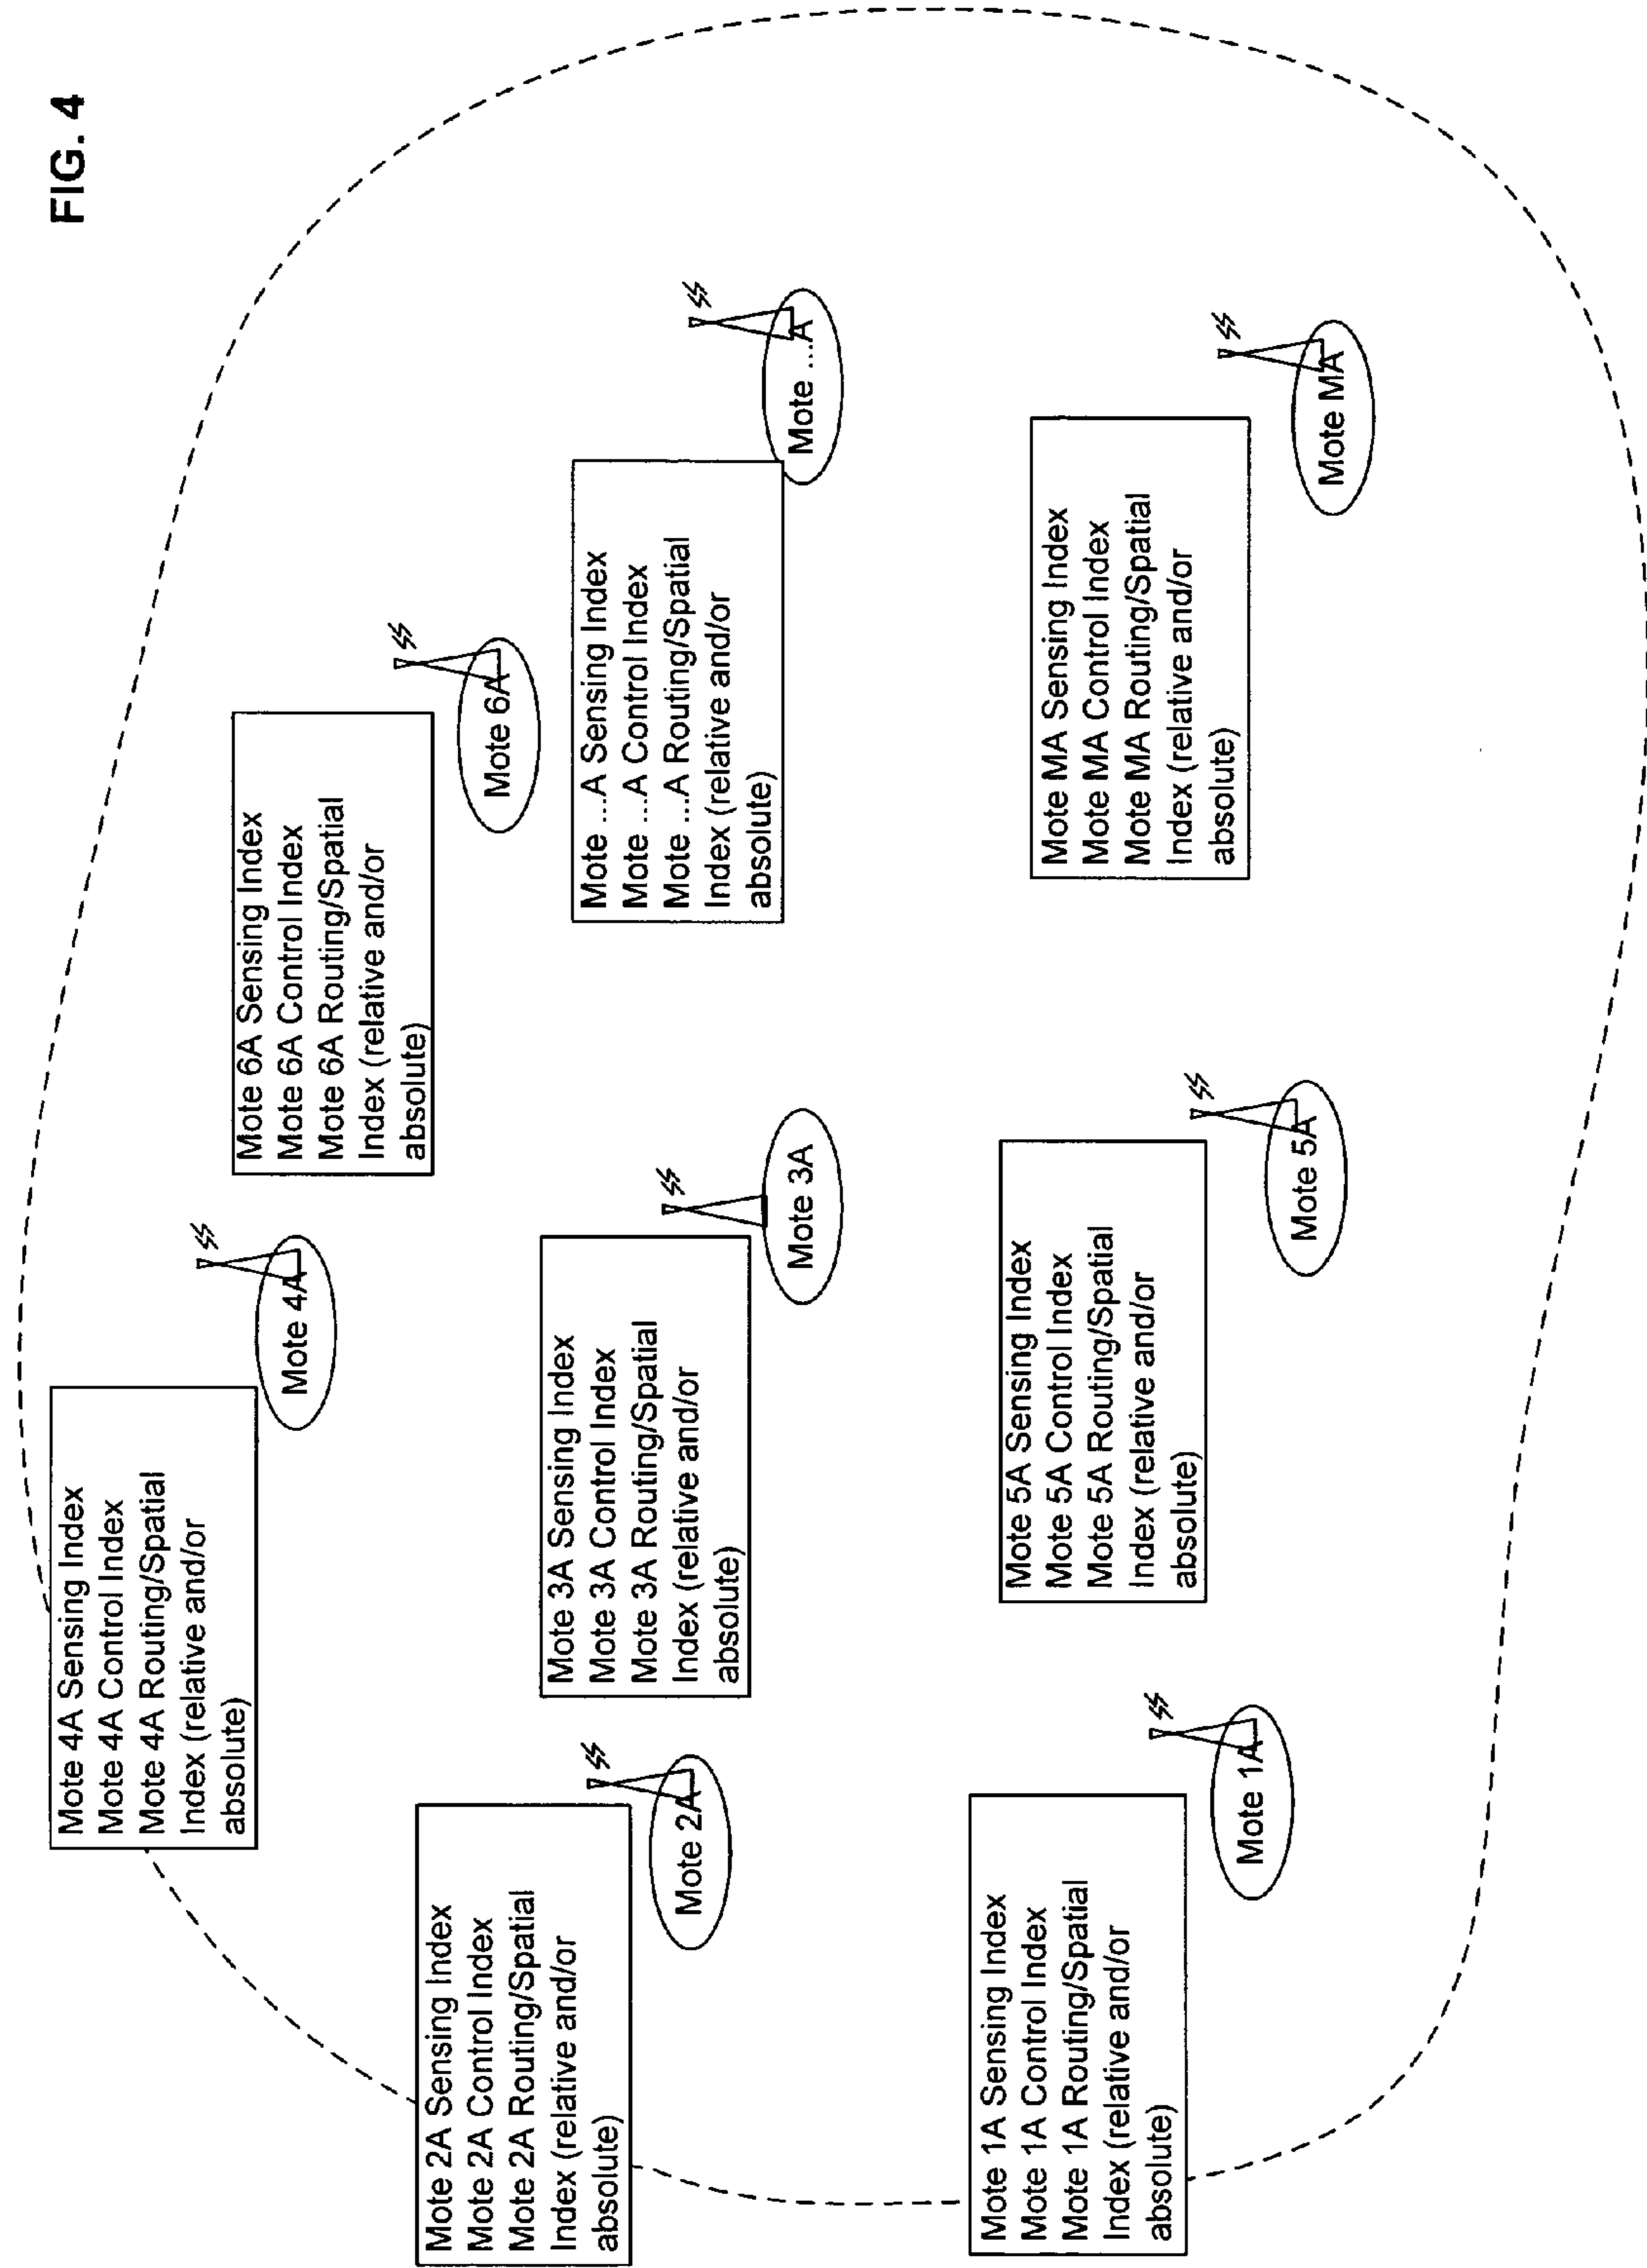 FIG. 4
Mote 4A Sensing Index
Mote 4A Control Index
Mote 4A Routing/Spatial
Index (relative and/or
absolute)
Mote 4A
Mote 6A Sensing Index
Mote 6A Control Index
Mote 6A Routing/Spatial
Index (relative and/or
absolute)
Mote 6A
Mote 2A Sensing Index
Mote 2A Control Index
Mote 2A Routing/Spatial
Index (relative and/or
absolute)
Mote 2A
Mote 3A Sensing Index
Mote 3A Control Index
Mote 3A Routing/Spatial
Index (relative and/or
absolute)
Mote 3A
Mote ...A Sensing Index
Mote ...A Control Index
Mote ...A Routing/Spatial
Index (relative and/or
absolute)
Mote ...A
Mote 1A Sensing Index
Mote 1A Control Index
Mote 1A Routing/Spatial
Index (relative and/or
absolute)
Mote 1A
Mote 5A Sensing Index
Mote 5A Control Index
Mote 5A Routing/Spatial
Index (relative and/or
absolute)
Mote 5A
Mote MA Sensing Index
Mote MA Control Index
Mote MA Routing/Spatial
Index (relative and/or
absolute)
Mote MA